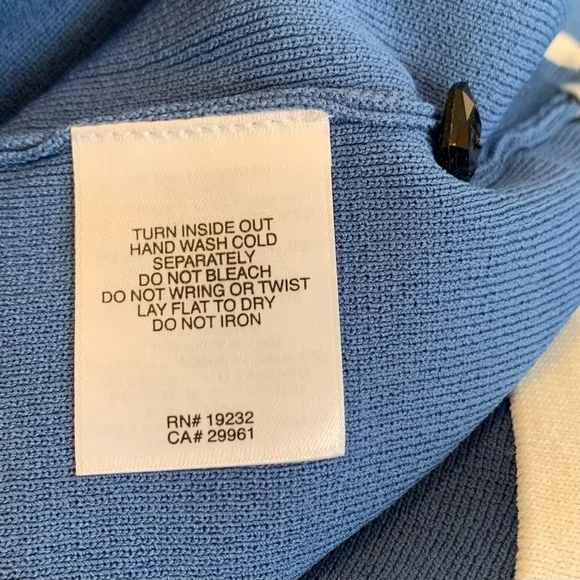 TURN INSIDE OUT
HAND WASH COLD
SEPARATELY
DO NOT BLEACH
DO NOT WRING OR TWIST
LAY FLAT TO DRY
DO NOT IRON
RN# 19232
CA# 29961